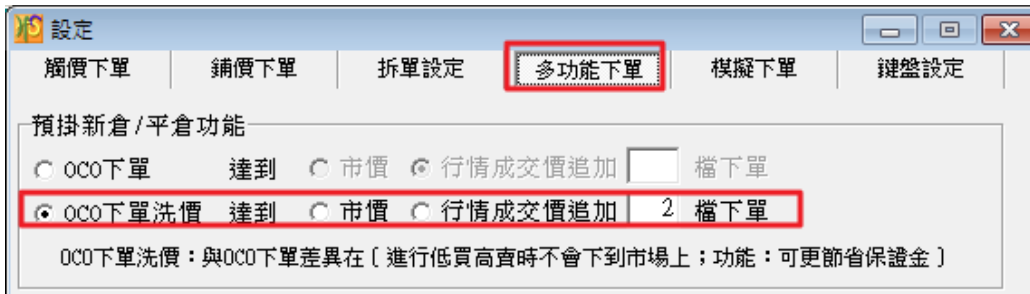 設定
觸價下單 鋪價下單 拆單設定 多功能下單 模擬下單 鍵盤設定
預掛新倉/平倉功能
OCO下單 達到 市價 行情成交價追加 檔下單
OCO下單洗價 達到 市價 行情成交價追加 2 檔下單
OCO下單洗價：與OCO下單差異在〔進行低買高賣時不會下到市場上；功能：可更節省保證金〕